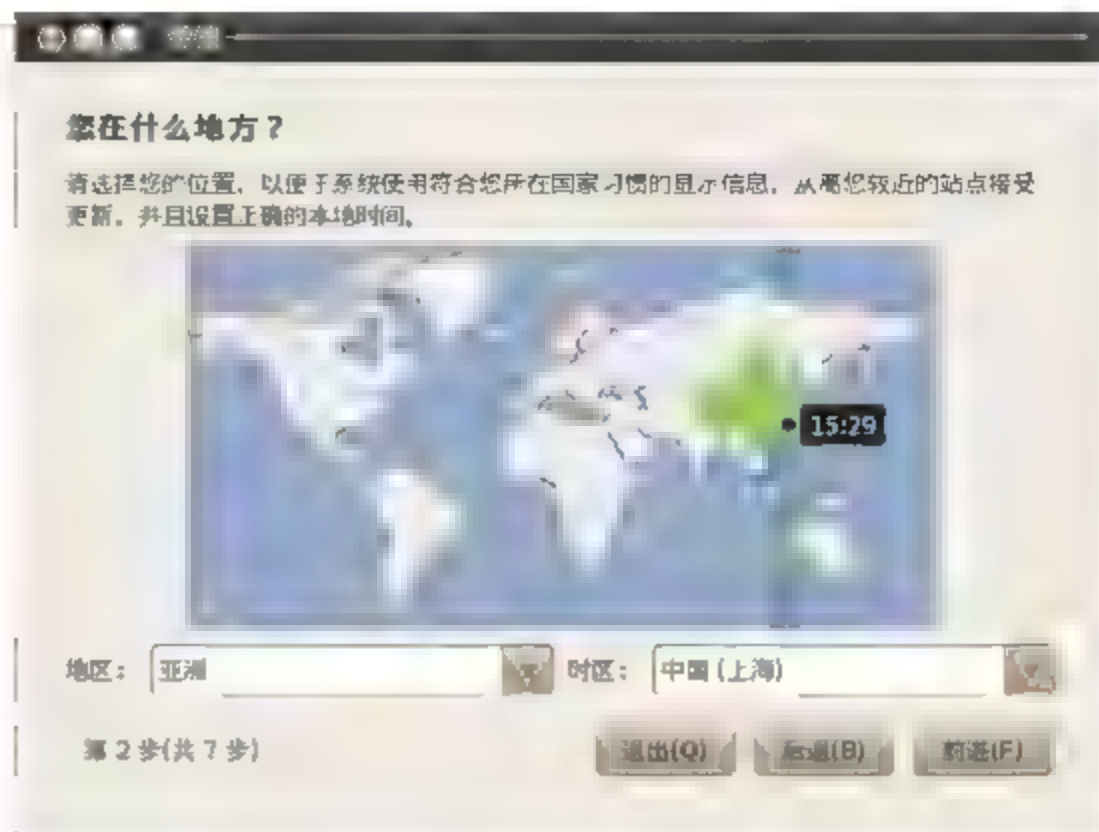 您在什么地方？
请选择您的位置，以便于系统使用符合您所在国家习惯的显示信息，从离您较近的站点接受
更新，并且设置正确的本地时间。
15:29
地区： 亚洲 时区： 中国 (上海)
第 2 步(共 7 步) 退出(Q) 后退(B) 前进(F)